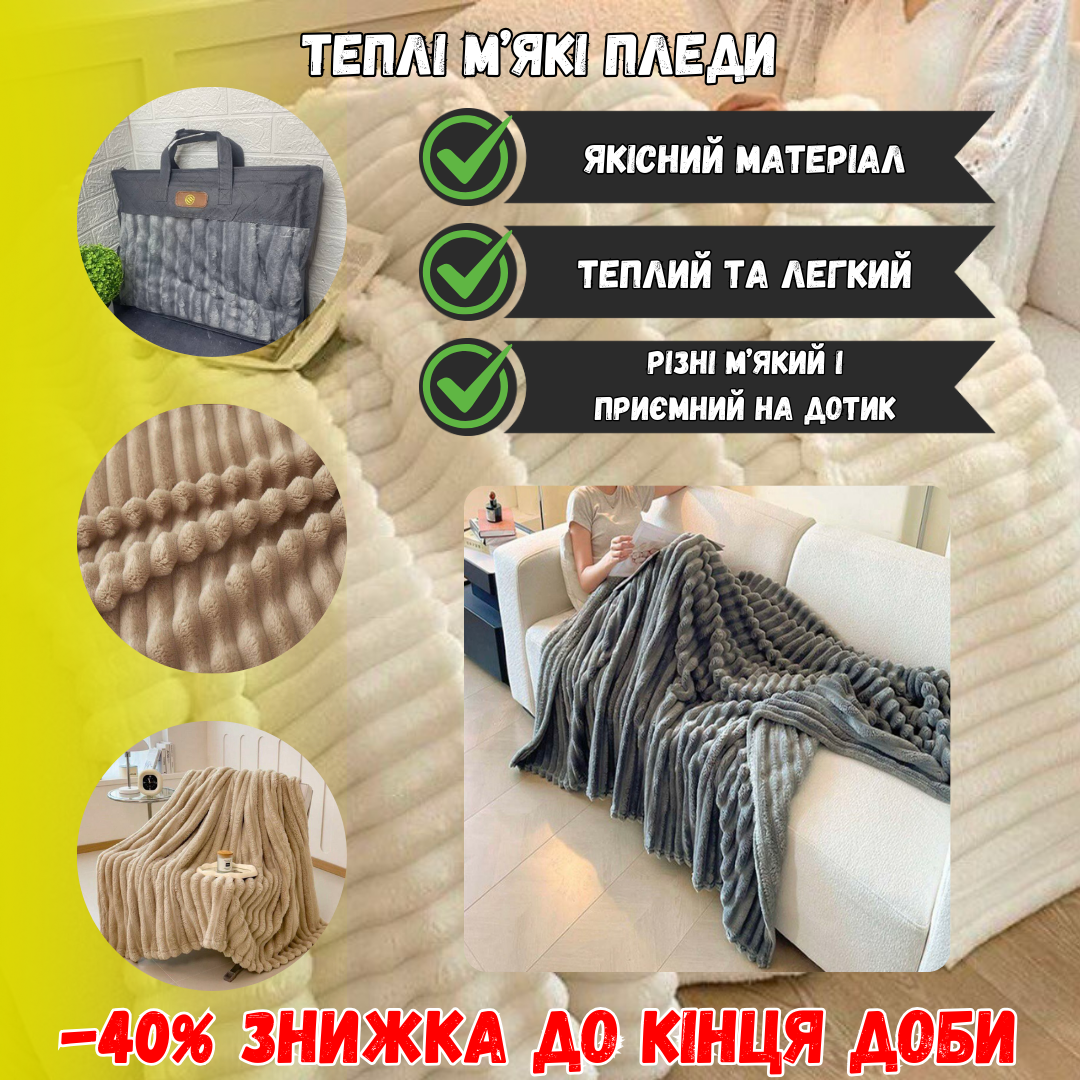 ТЕПЛІ М'ЯКІ ПЛЕДИ
ЯКІСНИЙ МАТЕРІАЛ
ТЕПЛИЙ ТА ЛЕГКИЙ
РІЗНІ М'ЯКИЙ І
ПРИЄМНИЙ НА ДОТИК
-40% ЗНИЖКА ДО КІНЦЯ ДОБИ